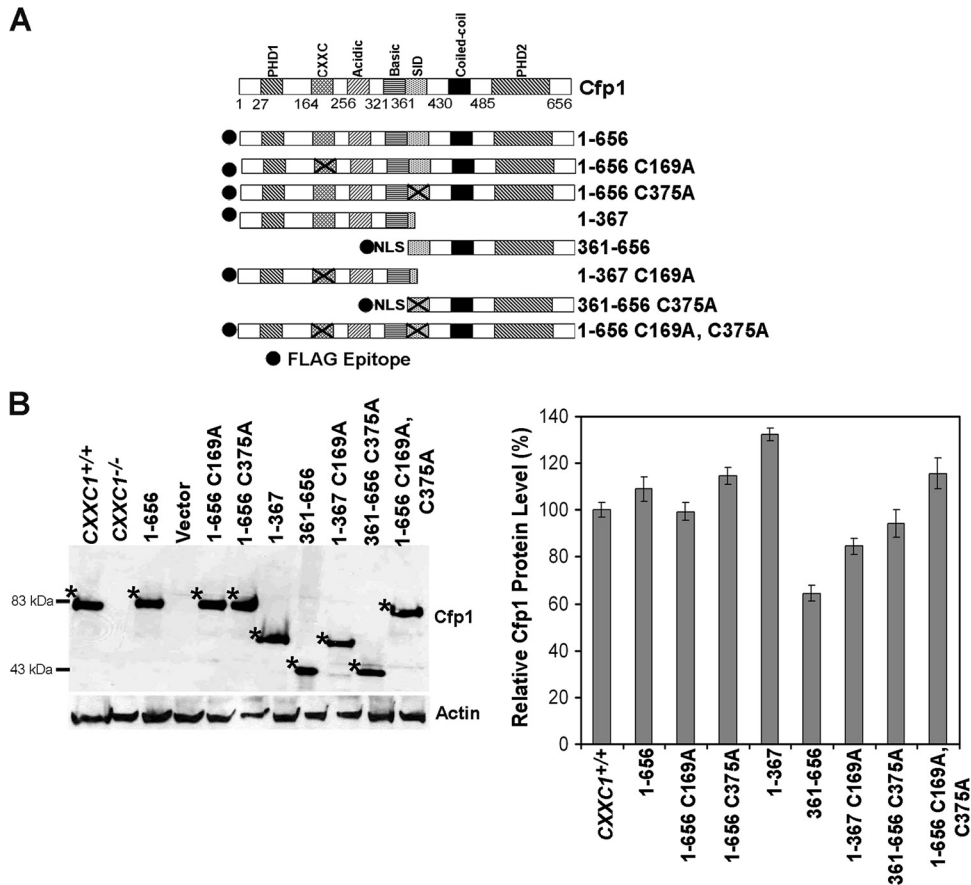 A
PHD1 CXXC Acidic Basic SID Coiled-coil PHD2
Cfp1
1 27 164 256 321 361 430 485 656
1-656
1-656 C169A
1-656 C375A
1-367
NLS 361-656
1-367 C169A
NLS 361-656 C375A
1-656 C169A, C375A
FLAG Epitope
B
CXXC1+/+
CXXC1-/-
1-656
Vector
1-656 C169A
1-656 C375A
1-367
361-656
1-367 C169A
361-656 C375A
1-656 C169A,
C375A
83 kDa
43 kDa
* * * * * * * * *
Cfp1
Actin
Relative Cfp1 Protein Level (%)
140
120
100
80
60
40
20
0
CXXC1+/+
1-656
1-656 C169A
1-656 C375A
1-367
361-656
1-367 C169A
361-656 C375A
1-656 C169A,
C375A